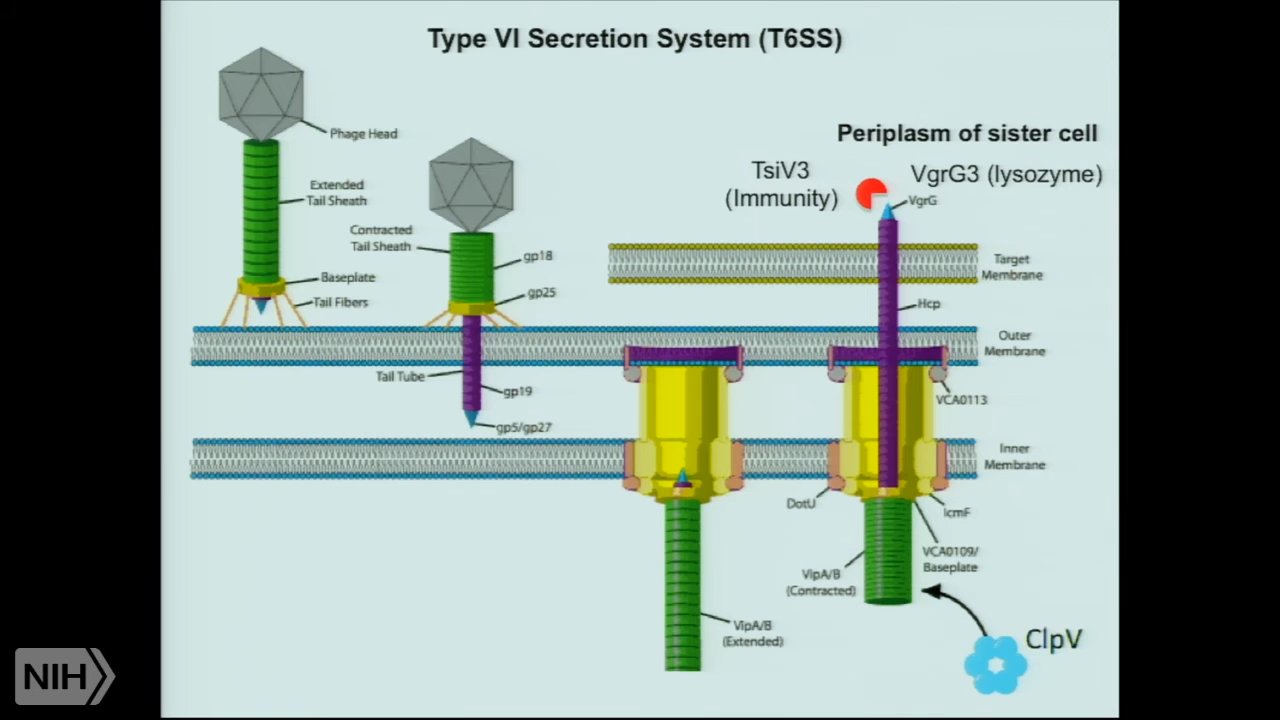 Type VI Secretion System (T6SS)
Phage Head
Extended
Tail Sheath
Baseplate
Tail Fibers
Contracted
Tail Sheath
gp18
gp25
Tail Tube
gp19
gp5/gp27
Periplasm of sister cell
TsiV3
(Immunity)
VgrG3 (lysozyme)
VgrG
Target
Membrane
Hcp
Outer
Membrane
VCA0113
Inner
Membrane
DotU
IcmF
VCA0109/
Baseplate
VipA/B
(Contracted)
VipA/B
(Extended)
ClpV
NIH